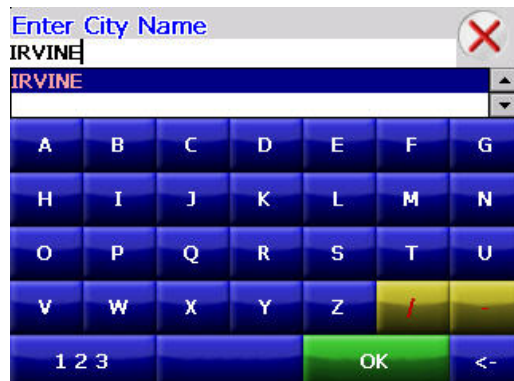 Enter City Name
IRVINE
IRVINE
A B C D E F G
H I J K L M N
O P Q R S T U
V W X Y Z / -
1 2 3 OK <-